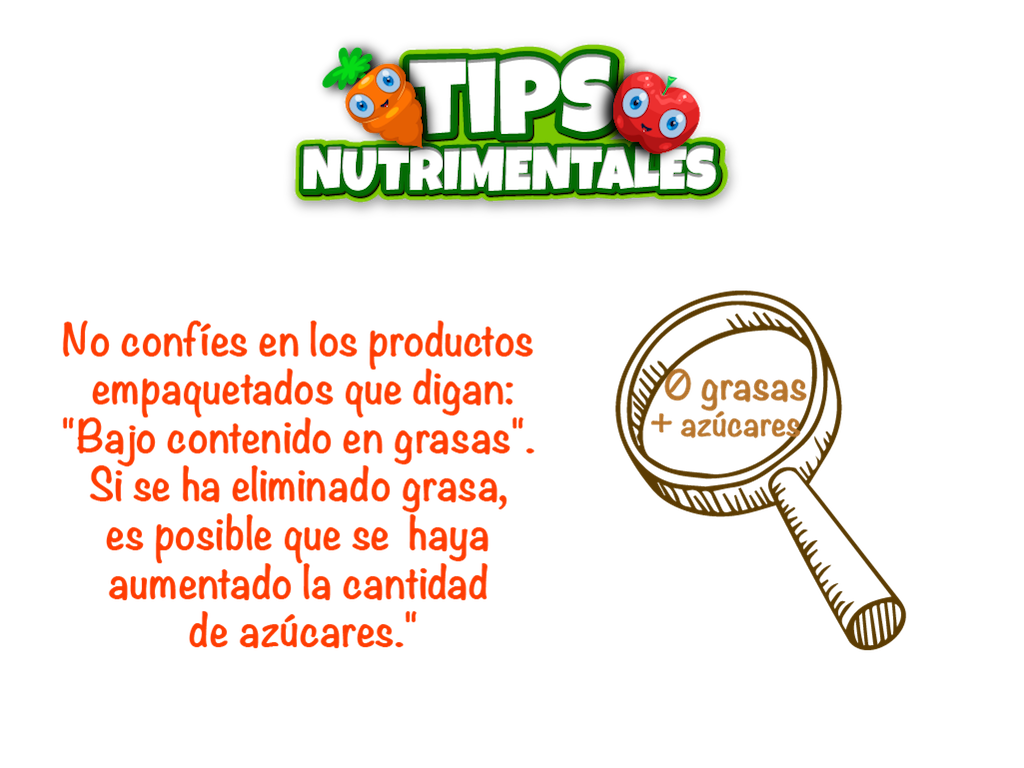 TIPS
NUTRIMENTALES
No confíes en los productos
empaquetados que digan:
"Bajo contenido en grasas".
Si se ha eliminado grasa,
es posible que se haya
aumentado la cantidad
de azúcares."
0 grasas
+ azúcares